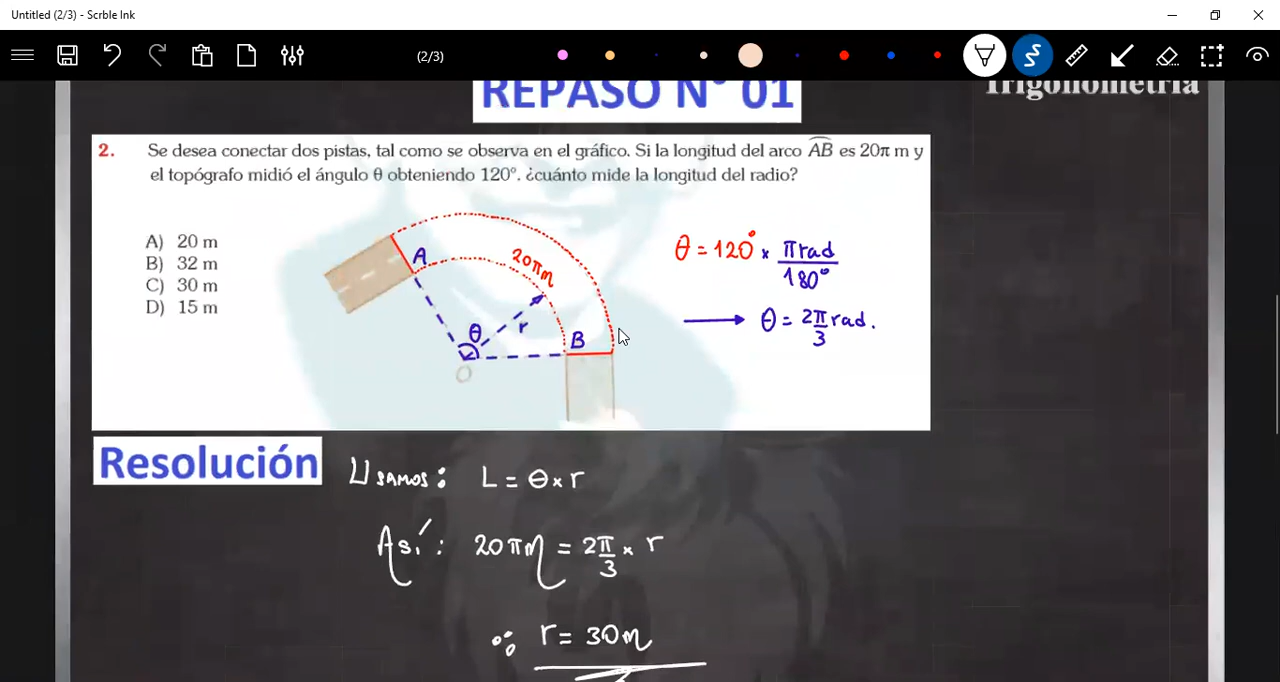 Untitled (2/3) - Scrble Ink
(2/3)
REPASO N° 01
Trigonometría
2. Se desea conectar dos pistas, tal como se observa en el gráfico. Si la longitud del arco AB es 20π m y
el topógrafo midió el ángulo θ obteniendo 120°. ¿cuánto mide la longitud del radio?
A) 20 m
B) 32 m
C) 30 m
D) 15 m
A
20πm
θ
r
B
O
θ = 120° × πrad/180°
θ = 2π/3 rad.
Resolución
Usamos: L = θ × r
Así: 20πm = 2π/3 × r
∴ r = 30m